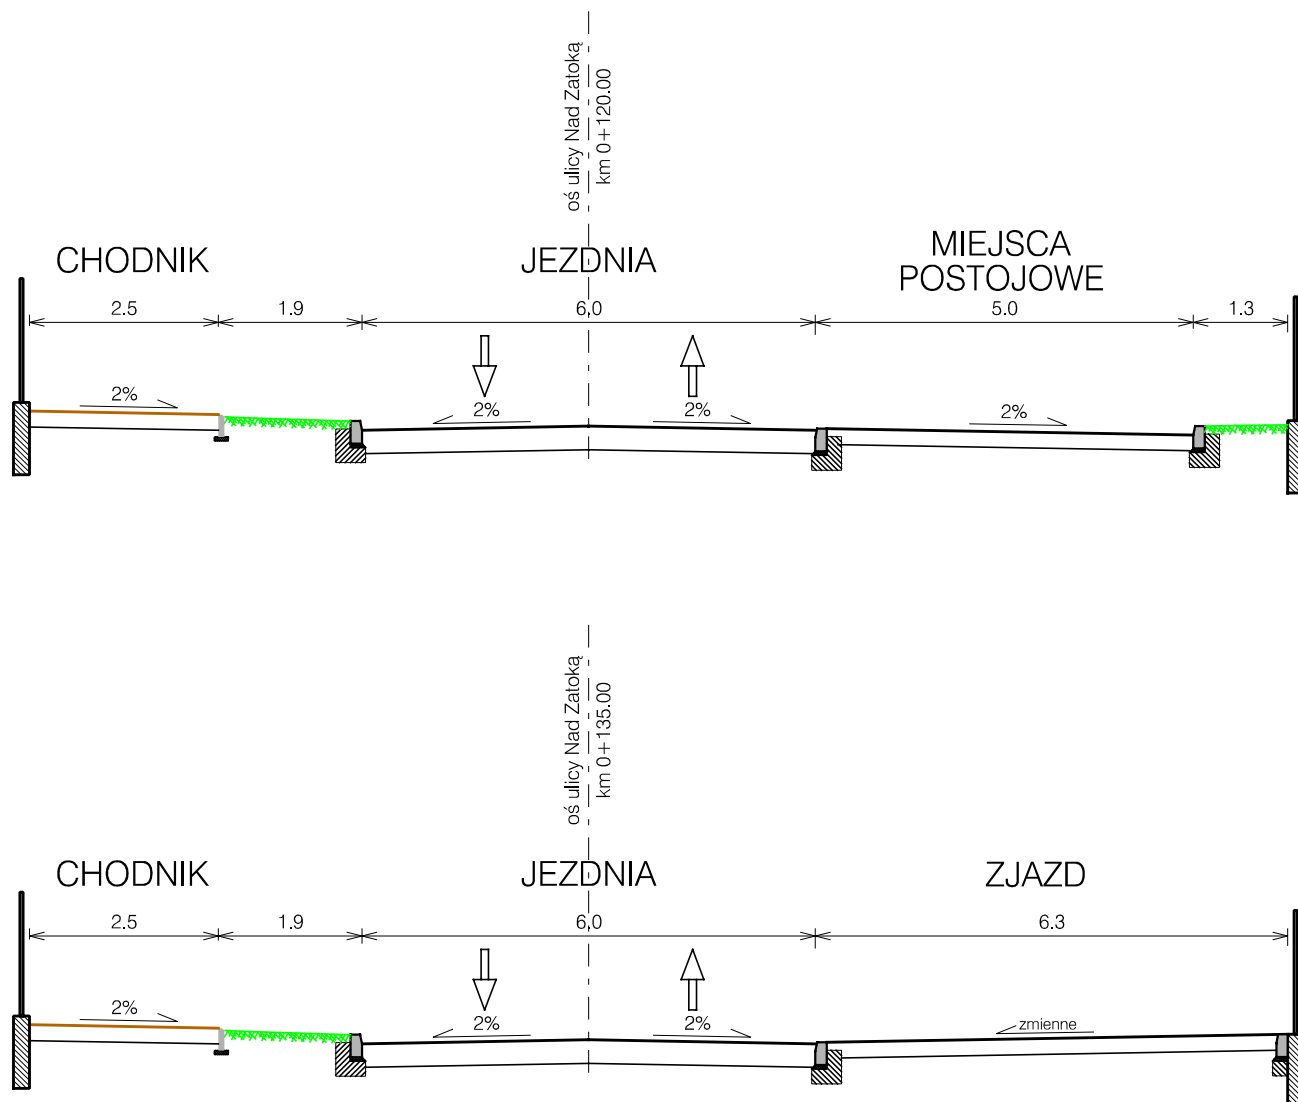 oś ulicy Nad Zatoką
km 0+120.00
CHODNIK
JEZDNIA
MIEJSCA
POSTOJOWE
2.5
1.9
6.0
5.0
1.3
2%
2%
2%
2%
oś ulicy Nad Zatoką
km 0+135.00
CHODNIK
JEZDNIA
ZJAZD
2.5
1.9
6.0
6.3
2%
2%
2%
zmienne